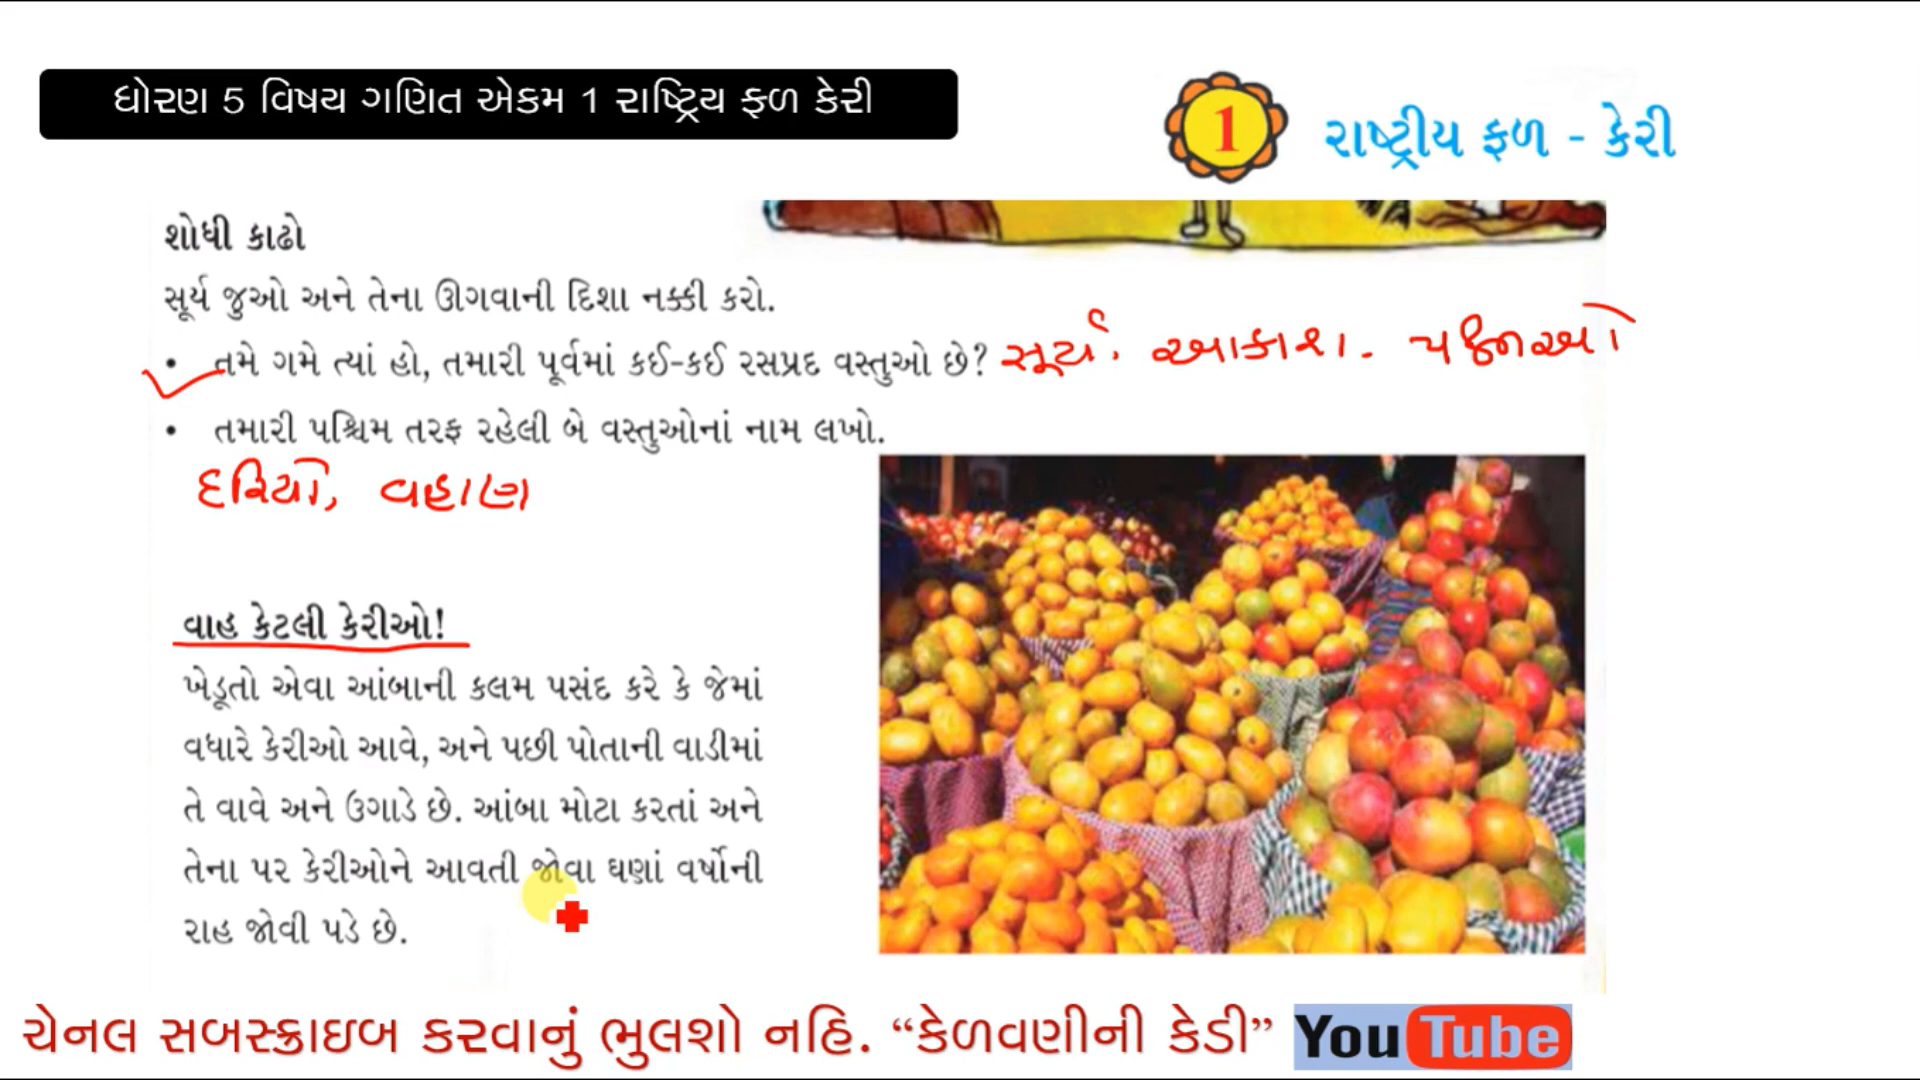 ધોરણ 5 વિષય ગણિત એકમ 1 રાષ્ટ્રિય ફળ કેરી
1 રાષ્ટ્રીય ફળ - કેરી
શોધી કાઢો
સૂર્ય જુઓ અને તેના ઊગવાની દિશા નક્કી કરો.
• તમે ગમે ત્યાં હો, તમારી પૂર્વમાં કઈ-કઈ રસપ્રદ વસ્તુઓ છે? સૂર્ય, આકાશ.
• તમારી પશ્ચિમ તરફ રહેલી બે વસ્તુઓનાં નામ લખો.
દરિયો, વહાણ
વાહ કેટલી કેરીઓ!
ખેડૂતો એવા આંબાની કલમ પસંદ કરે કે જેમાં
વધારે કેરીઓ આવે, અને પછી પોતાની વાડીમાં
તે વાવે અને ઉગાડે છે. આંબા મોટા કરતાં અને
તેના પર કેરીઓને આવતી જોવા ઘણાં વર્ષોની
રાહ જોવી પડે છે.
ચેનલ સબસ્ક્રાઇબ કરવાનું ભુલશો નહિ. “કેળવણીની કેડી” YouTube